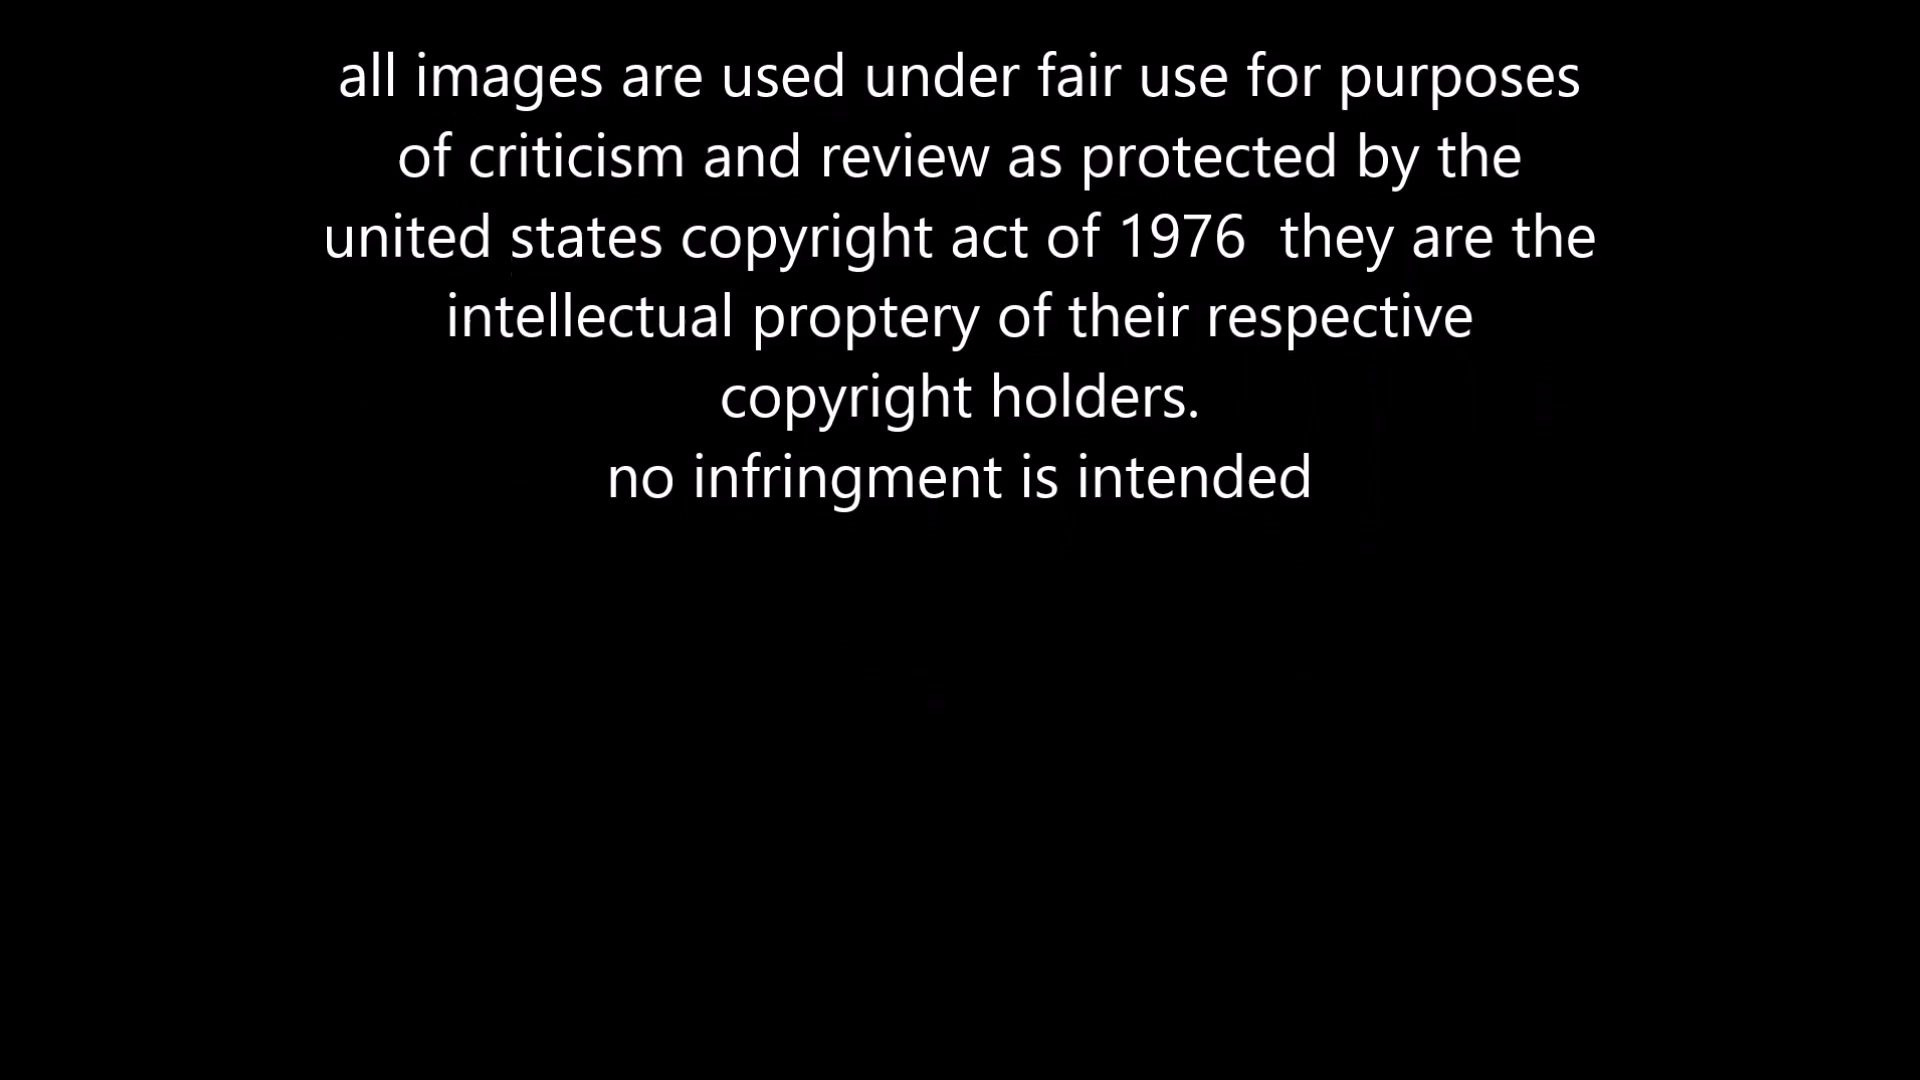 all images are used under fair use for purposes
of criticism and review as protected by the
united states copyright act of 1976  they are the
intellectual proptery of their respective
copyright holders.
no infringment is intended